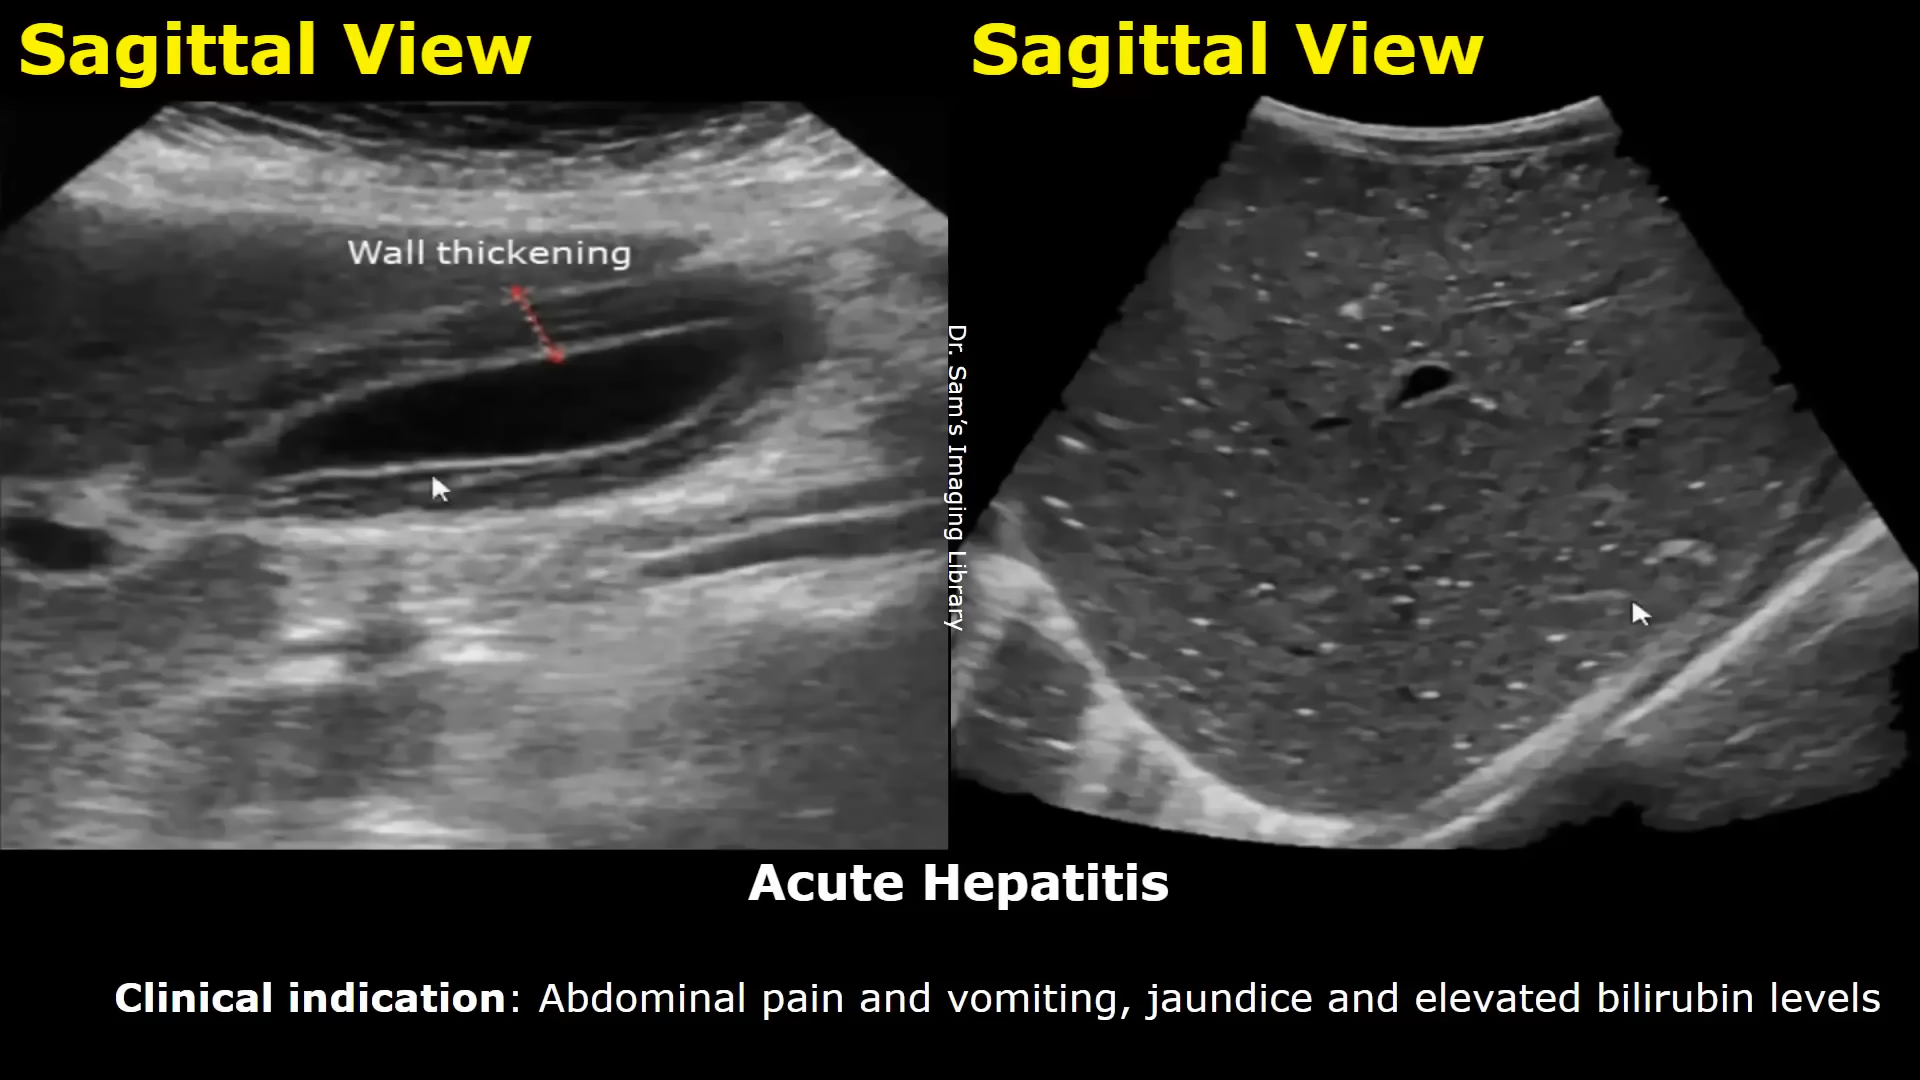 Sagittal View
Sagittal View
Wall thickening
Dr. Sam's Imaging Library
Acute Hepatitis
Clinical indication: Abdominal pain and vomiting, jaundice and elevated bilirubin levels